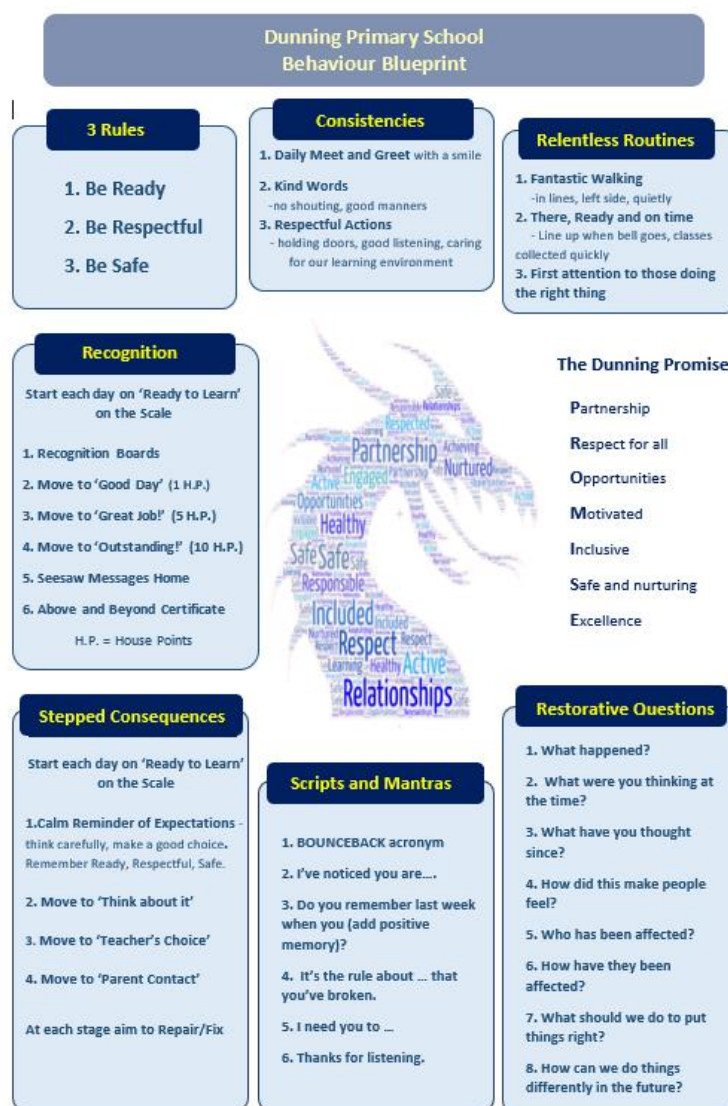 Dunning Primary School
Behaviour Blueprint
3 Rules
1. Be Ready
2. Be Respectful
3. Be Safe
Consistencies
1. Daily Meet and Greet with a smile
2. Kind Words
-no shouting, good manners
3. Respectful Actions
- holding doors, good listening, caring
for our learning environment
Relentless Routines
1. Fantastic Walking
-in lines, left side, quietly
2. There, Ready and on time
- Line up when bell goes, classes
collected quickly
3. First attention to those doing
the right thing
Recognition
Start each day on ‘Ready to Learn’
on the Scale
1. Recognition Boards
2. Move to ‘Good Day’ (1 H.P.)
3. Move to ‘Great Job!’ (5 H.P.)
4. Move to ‘Outstanding!’ (10 H.P.)
5. Seesaw Messages Home
6. Above and Beyond Certificate
H.P. = House Points
Safe
Relationships
Respected
Partnership
Achieving
Nurtured
Engaged
Active
Opportunities
Healthy
Safe
Safe
Safe
Responsible
Included
Included
Respect
Respect
Learning
Healthy
Active
Relationships
The Dunning Promise
Partnership
Respect for all
Opportunities
Motivated
Inclusive
Safe and nurturing
Excellence
Stepped Consequences
Start each day on ‘Ready to Learn’
on the Scale
1.Calm Reminder of Expectations -
think carefully, make a good choice.
Remember Ready, Respectful, Safe.
2. Move to ‘Think about it’
3. Move to ‘Teacher’s Choice’
4. Move to ‘Parent Contact’
At each stage aim to Repair/Fix
Scripts and Mantras
1. BOUNCEBACK acronym
2. I’ve noticed you are….
3. Do you remember last week
when you (add positive
memory)?
4. It’s the rule about … that
you’ve broken.
5. I need you to …
6. Thanks for listening.
Restorative Questions
1. What happened?
2. What were you thinking at
the time?
3. What have you thought
since?
4. How did this make people
feel?
5. Who has been affected?
6. How have they been
affected?
7. What should we do to put
things right?
8. How can we do things
differently in the future?